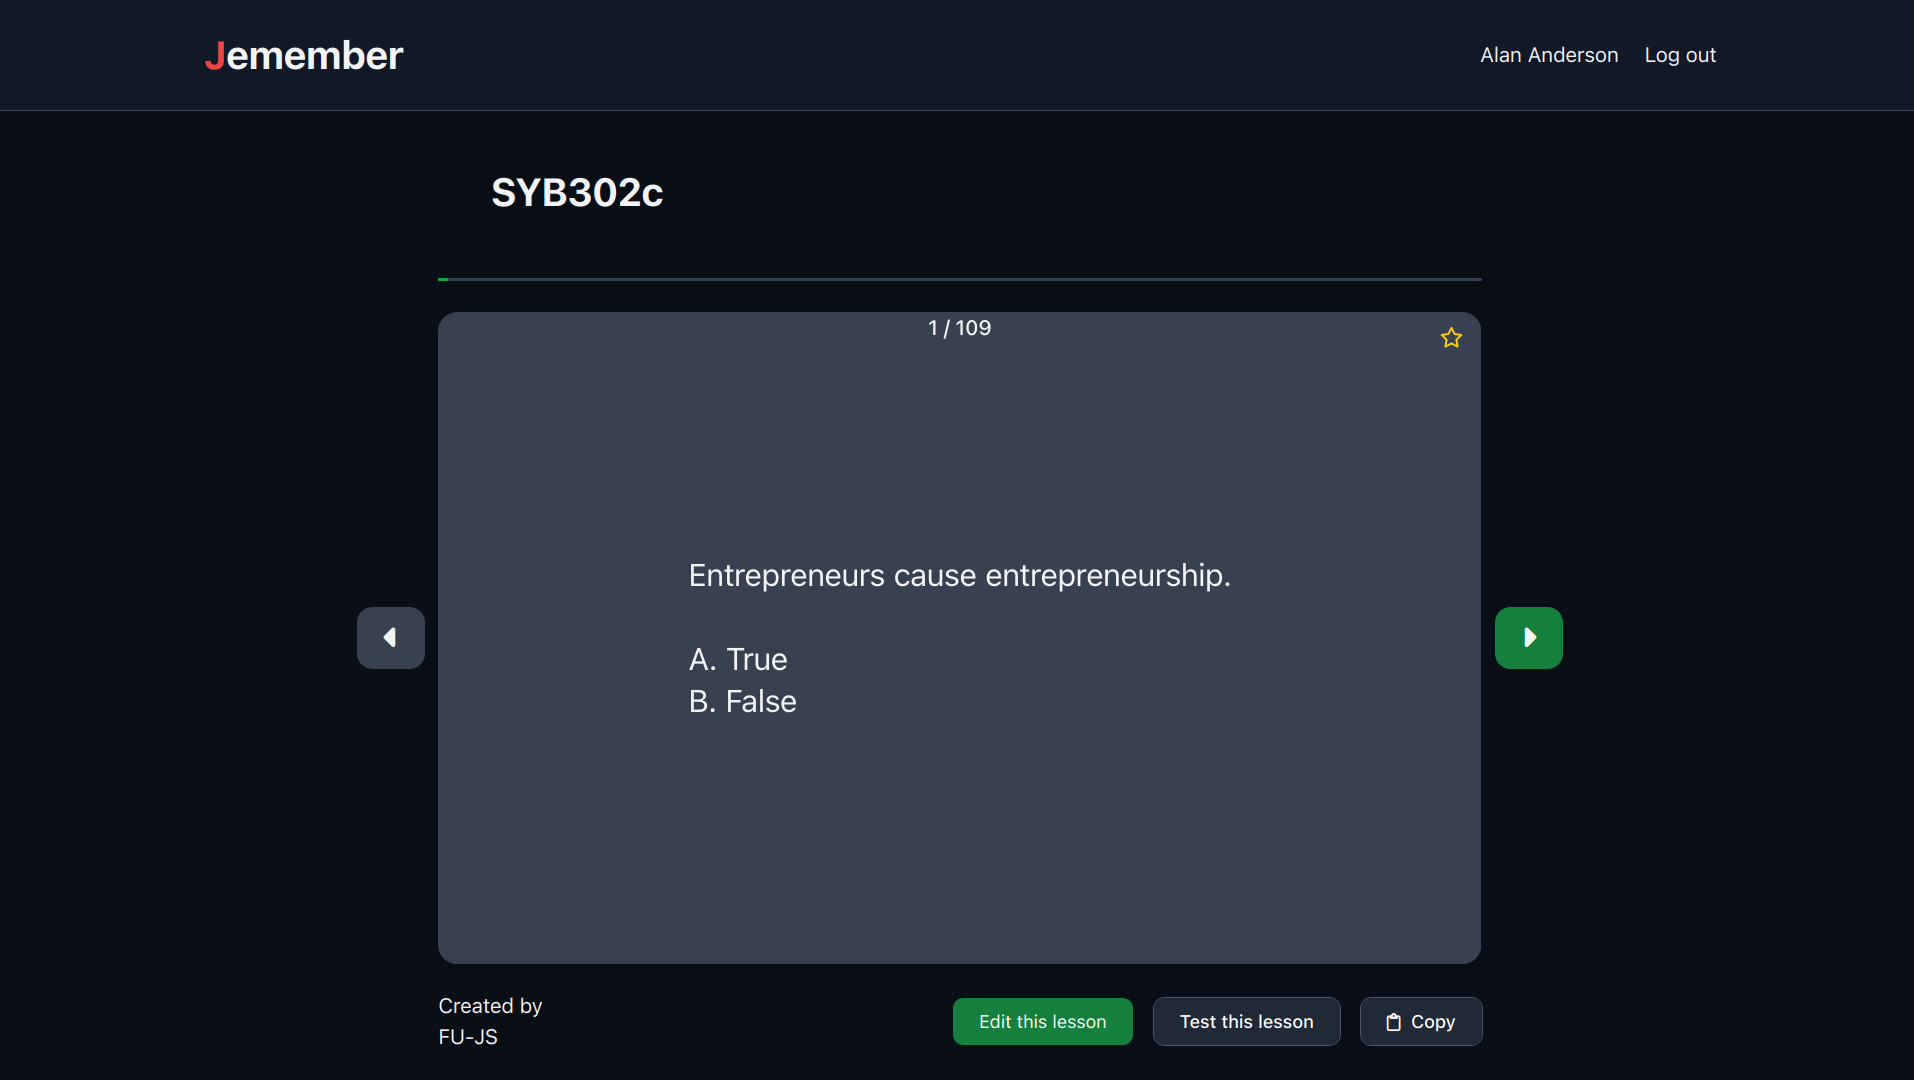 Jemember
Alan Anderson
Log out
SYB302c
1 / 109
Entrepreneurs cause entrepreneurship.
A. True
B. False
Created by
FU-JS
Edit this lesson
Test this lesson
Copy